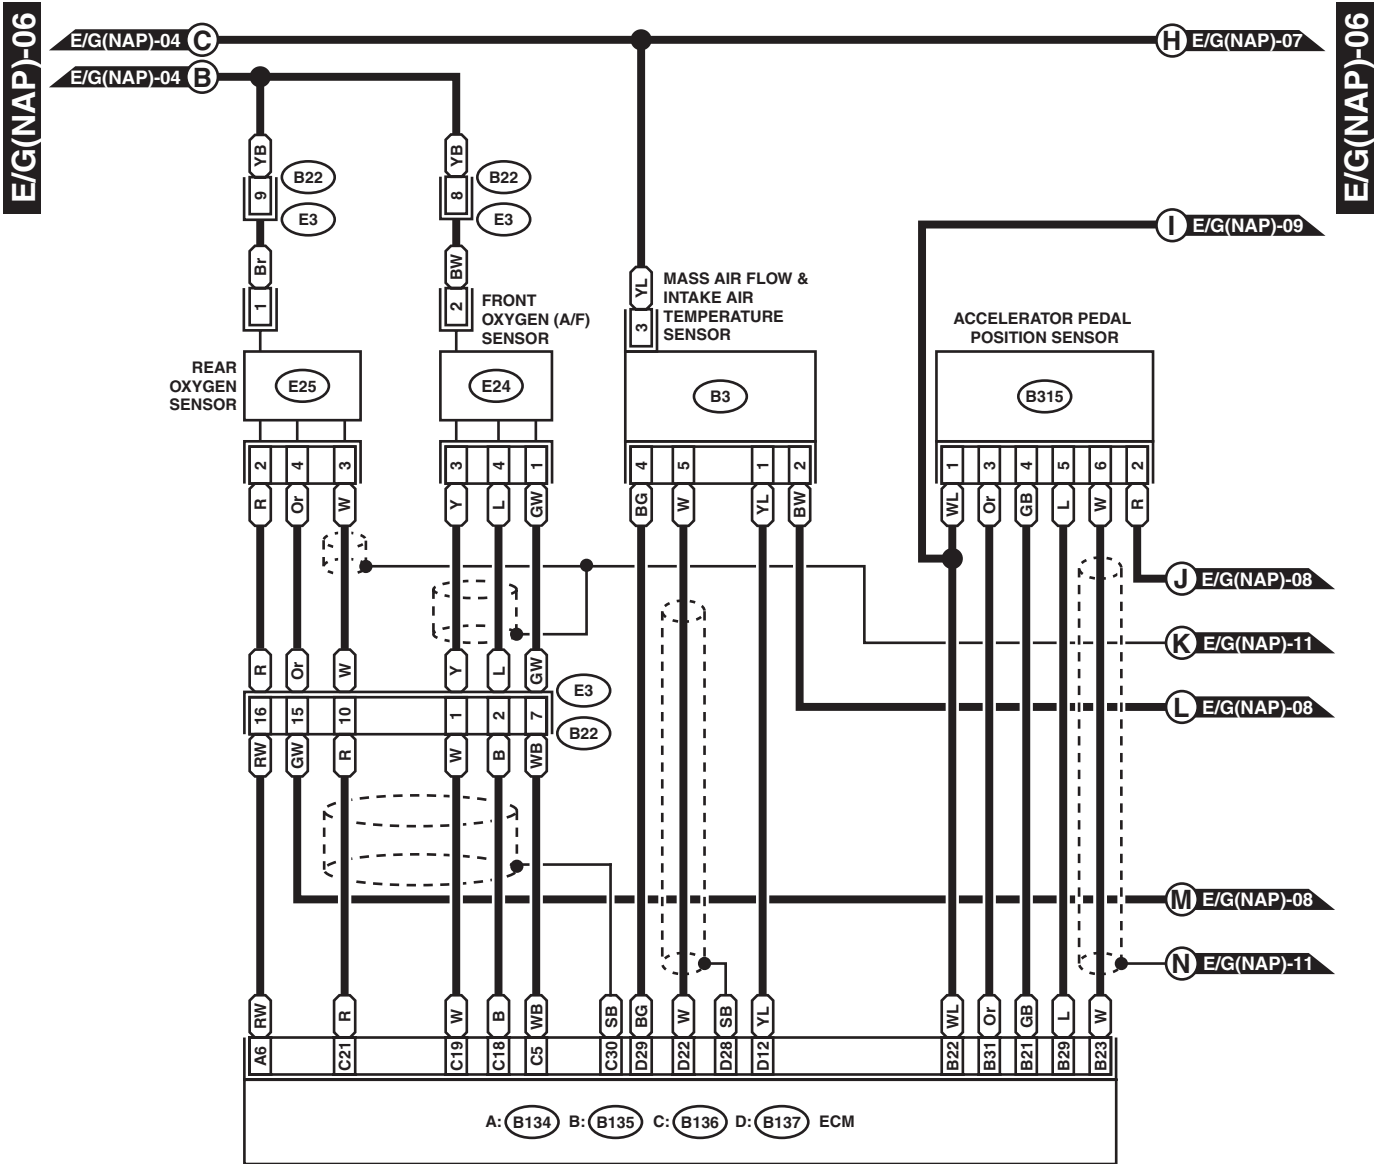 E/G(NAP)-06
E/G(NAP)-06
E/G(NAP)-04 C
H E/G(NAP)-07
E/G(NAP)-04 B
YB YB
9 B22 8 B22
E3 E3
I E/G(NAP)-09
Br BW YL
1 2 3
FRONT
OXYGEN (A/F)
SENSOR
MASS AIR FLOW &
INTAKE AIR
TEMPERATURE
SENSOR
ACCELERATOR PEDAL
POSITION SENSOR
REAR
OXYGEN
SENSOR
E25 E24 B3 B315
2 4 3 3 4 1 4 5 1 2 1 3 4 5 6 2
R Or W Y L GW BG W YL BW WL Or GB L W R
J E/G(NAP)-08
K E/G(NAP)-11
R Or W Y L GW
E3
16 15 10 1 2 7
L E/G(NAP)-08
B22
RW GW R W B WB
M E/G(NAP)-08
N E/G(NAP)-11
RW R W B WB SB BG W SB YL WL Or GB L W
A6 C21 C19 C18 C5 C30 D29 D22 D28 D12 B22 B31 B21 B29 B23
A: B134 B: B135 C: B136 D: B137 ECM